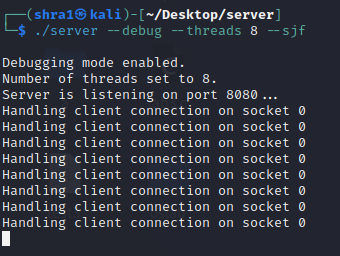 ┌──(shra1㉿kali)-[~/Desktop/server]
└─$ ./server --debug --threads 8 --sjf
Debugging mode enabled.
Number of threads set to 8.
Server is listening on port 8080...
Handling client connection on socket 0
Handling client connection on socket 0
Handling client connection on socket 0
Handling client connection on socket 0
Handling client connection on socket 0
Handling client connection on socket 0
Handling client connection on socket 0
Handling client connection on socket 0